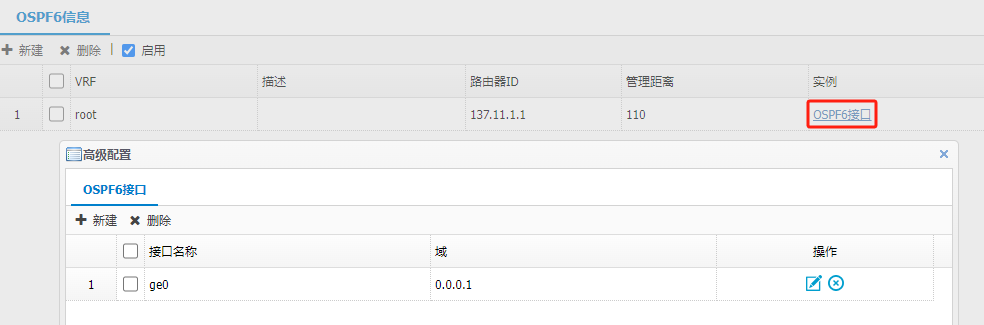 OSPF6信息
新建 删除 启用
VRF 描述 路由器ID 管理距离 实例
1 root 137.11.1.1 110 OSPF6接口
高级配置
OSPF6接口
新建 删除
接口名称 域 操作
1 ge0 0.0.0.1